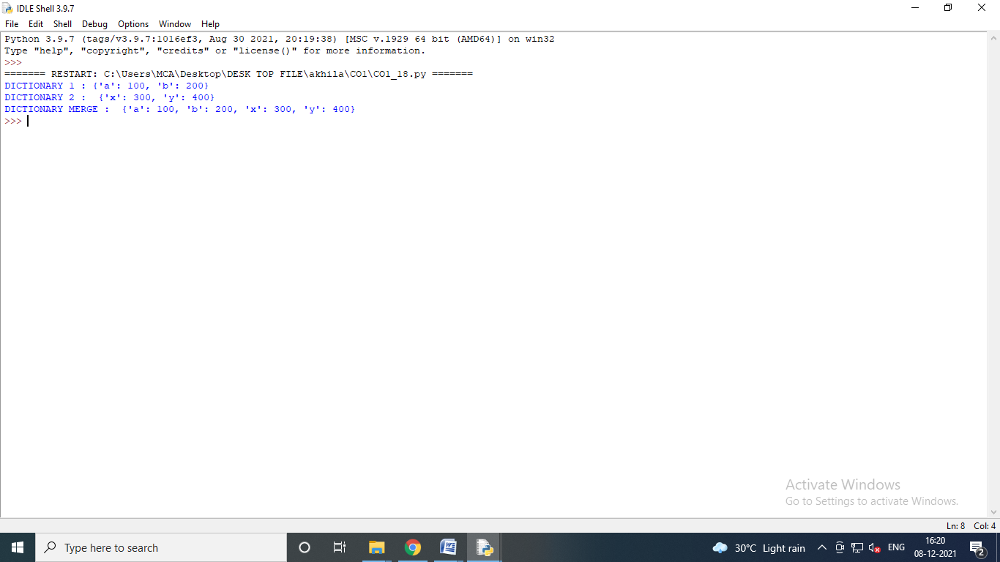 IDLE Shell 3.9.7
File Edit Shell Debug Options Window Help
Python 3.9.7 (tags/v3.9.7:1016ef3, Aug 30 2021, 20:19:38) [MSC v.1929 64 bit (AMD64)] on win32
Type "help", "copyright", "credits" or "license()" for more information.
>>>
======= RESTART: C:\Users\MCA\Desktop\DESK TOP FILE\akhila\CO1\CO1_18.py =======
DICTIONARY 1 : {'a': 100, 'b': 200}
DICTIONARY 2 :  {'x': 300, 'y': 400}
DICTIONARY MERGE :  {'a': 100, 'b': 200, 'x': 300, 'y': 400}
>>>
Activate Windows
Go to Settings to activate Windows.
Ln: 8 Col: 4
Type here to search
30°C Light rain
ENG
16:20
08-12-2021
2